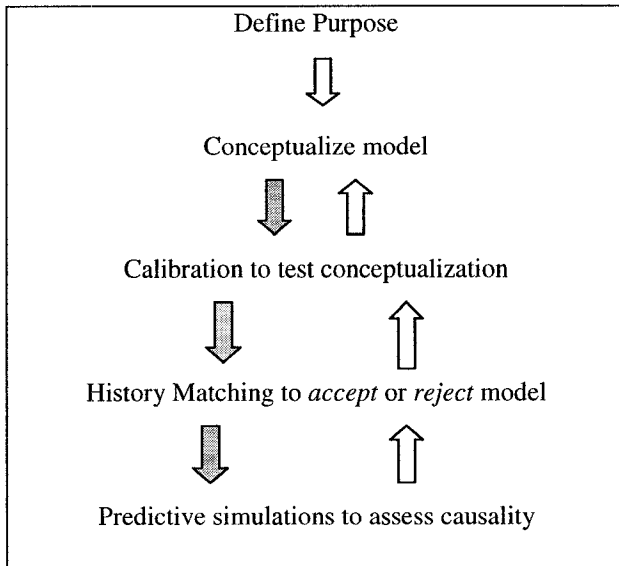 Define Purpose
Conceptualize model
Calibration to test conceptualization
History Matching to accept or reject model
Predictive simulations to assess causality